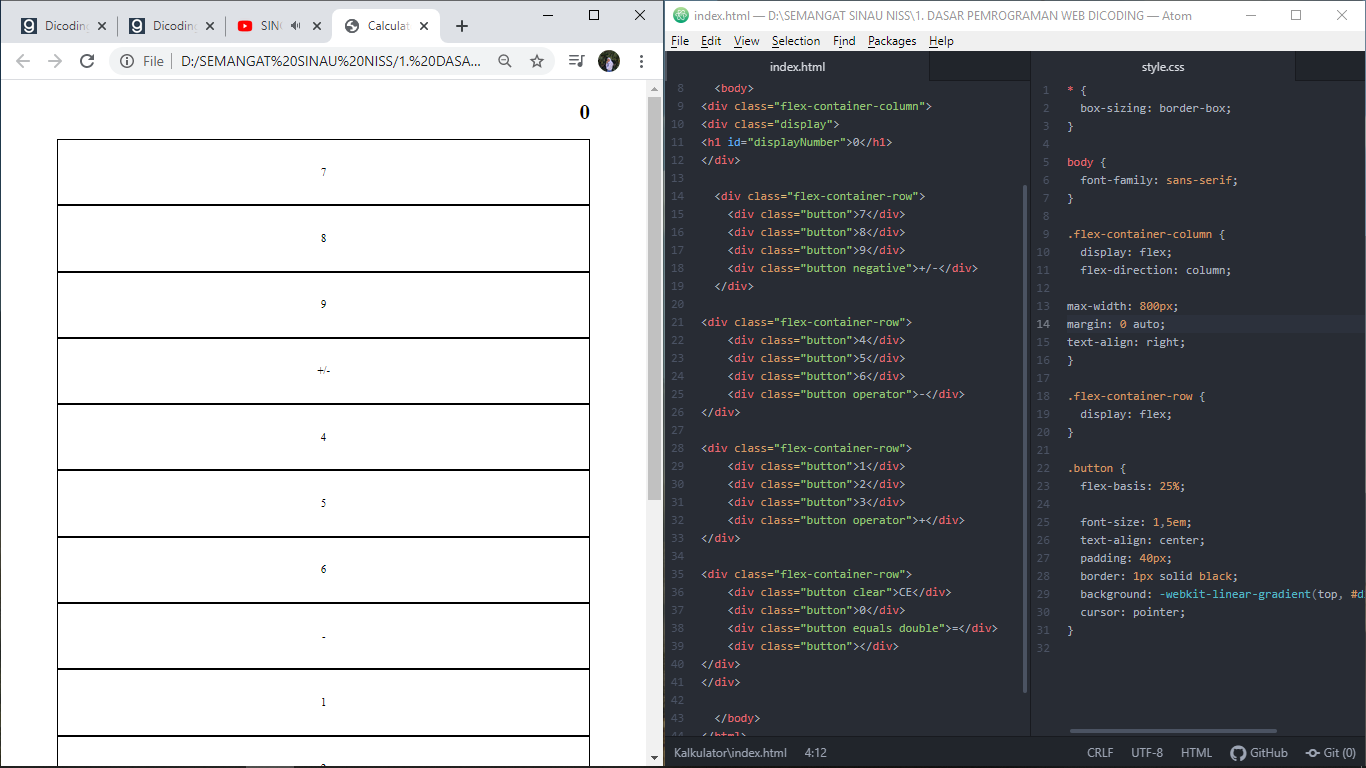 Dicoding
Dicoding
SINC
Calculat
File | D:/SEMANGAT%20SINAU%20NISS/1.%20DASA...
0
7
8
9
+/-
4
5
6
-
1
index.html — D:\SEMANGAT SINAU NISS\1. DASAR PEMROGRAMAN WEB DICODING — Atom
File Edit View Selection Find Packages Help
index.html
8 <body>
9 <div class="flex-container-column">
10 <div class="display">
11 <h1 id="displayNumber">0</h1>
12 </div>
13
14 <div class="flex-container-row">
15 <div class="button">7</div>
16 <div class="button">8</div>
17 <div class="button">9</div>
18 <div class="button negative">+/-</div>
19 </div>
20
21 <div class="flex-container-row">
22 <div class="button">4</div>
23 <div class="button">5</div>
24 <div class="button">6</div>
25 <div class="button operator">-</div>
26 </div>
27
28 <div class="flex-container-row">
29 <div class="button">1</div>
30 <div class="button">2</div>
31 <div class="button">3</div>
32 <div class="button operator">+</div>
33 </div>
34
35 <div class="flex-container-row">
36 <div class="button clear">CE</div>
37 <div class="button">0</div>
38 <div class="button equals double">=</div>
39 <div class="button"></div>
40 </div>
41 </div>
42
43 </body>
44 </html>
style.css
1 * {
2 box-sizing: border-box;
3 }
4
5 body {
6 font-family: sans-serif;
7 }
8
9 .flex-container-column {
10 display: flex;
11 flex-direction: column;
12
13 max-width: 800px;
14 margin: 0 auto;
15 text-align: right;
16 }
17
18 .flex-container-row {
19 display: flex;
20 }
21
22 .button {
23 flex-basis: 25%;
24
25 font-size: 1,5em;
26 text-align: center;
27 padding: 40px;
28 border: 1px solid black;
29 background: -webkit-linear-gradient(top, #d
30 cursor: pointer;
31 }
32
Kalkulator\index.html 4:12
CRLF UTF-8 HTML GitHub Git (0)